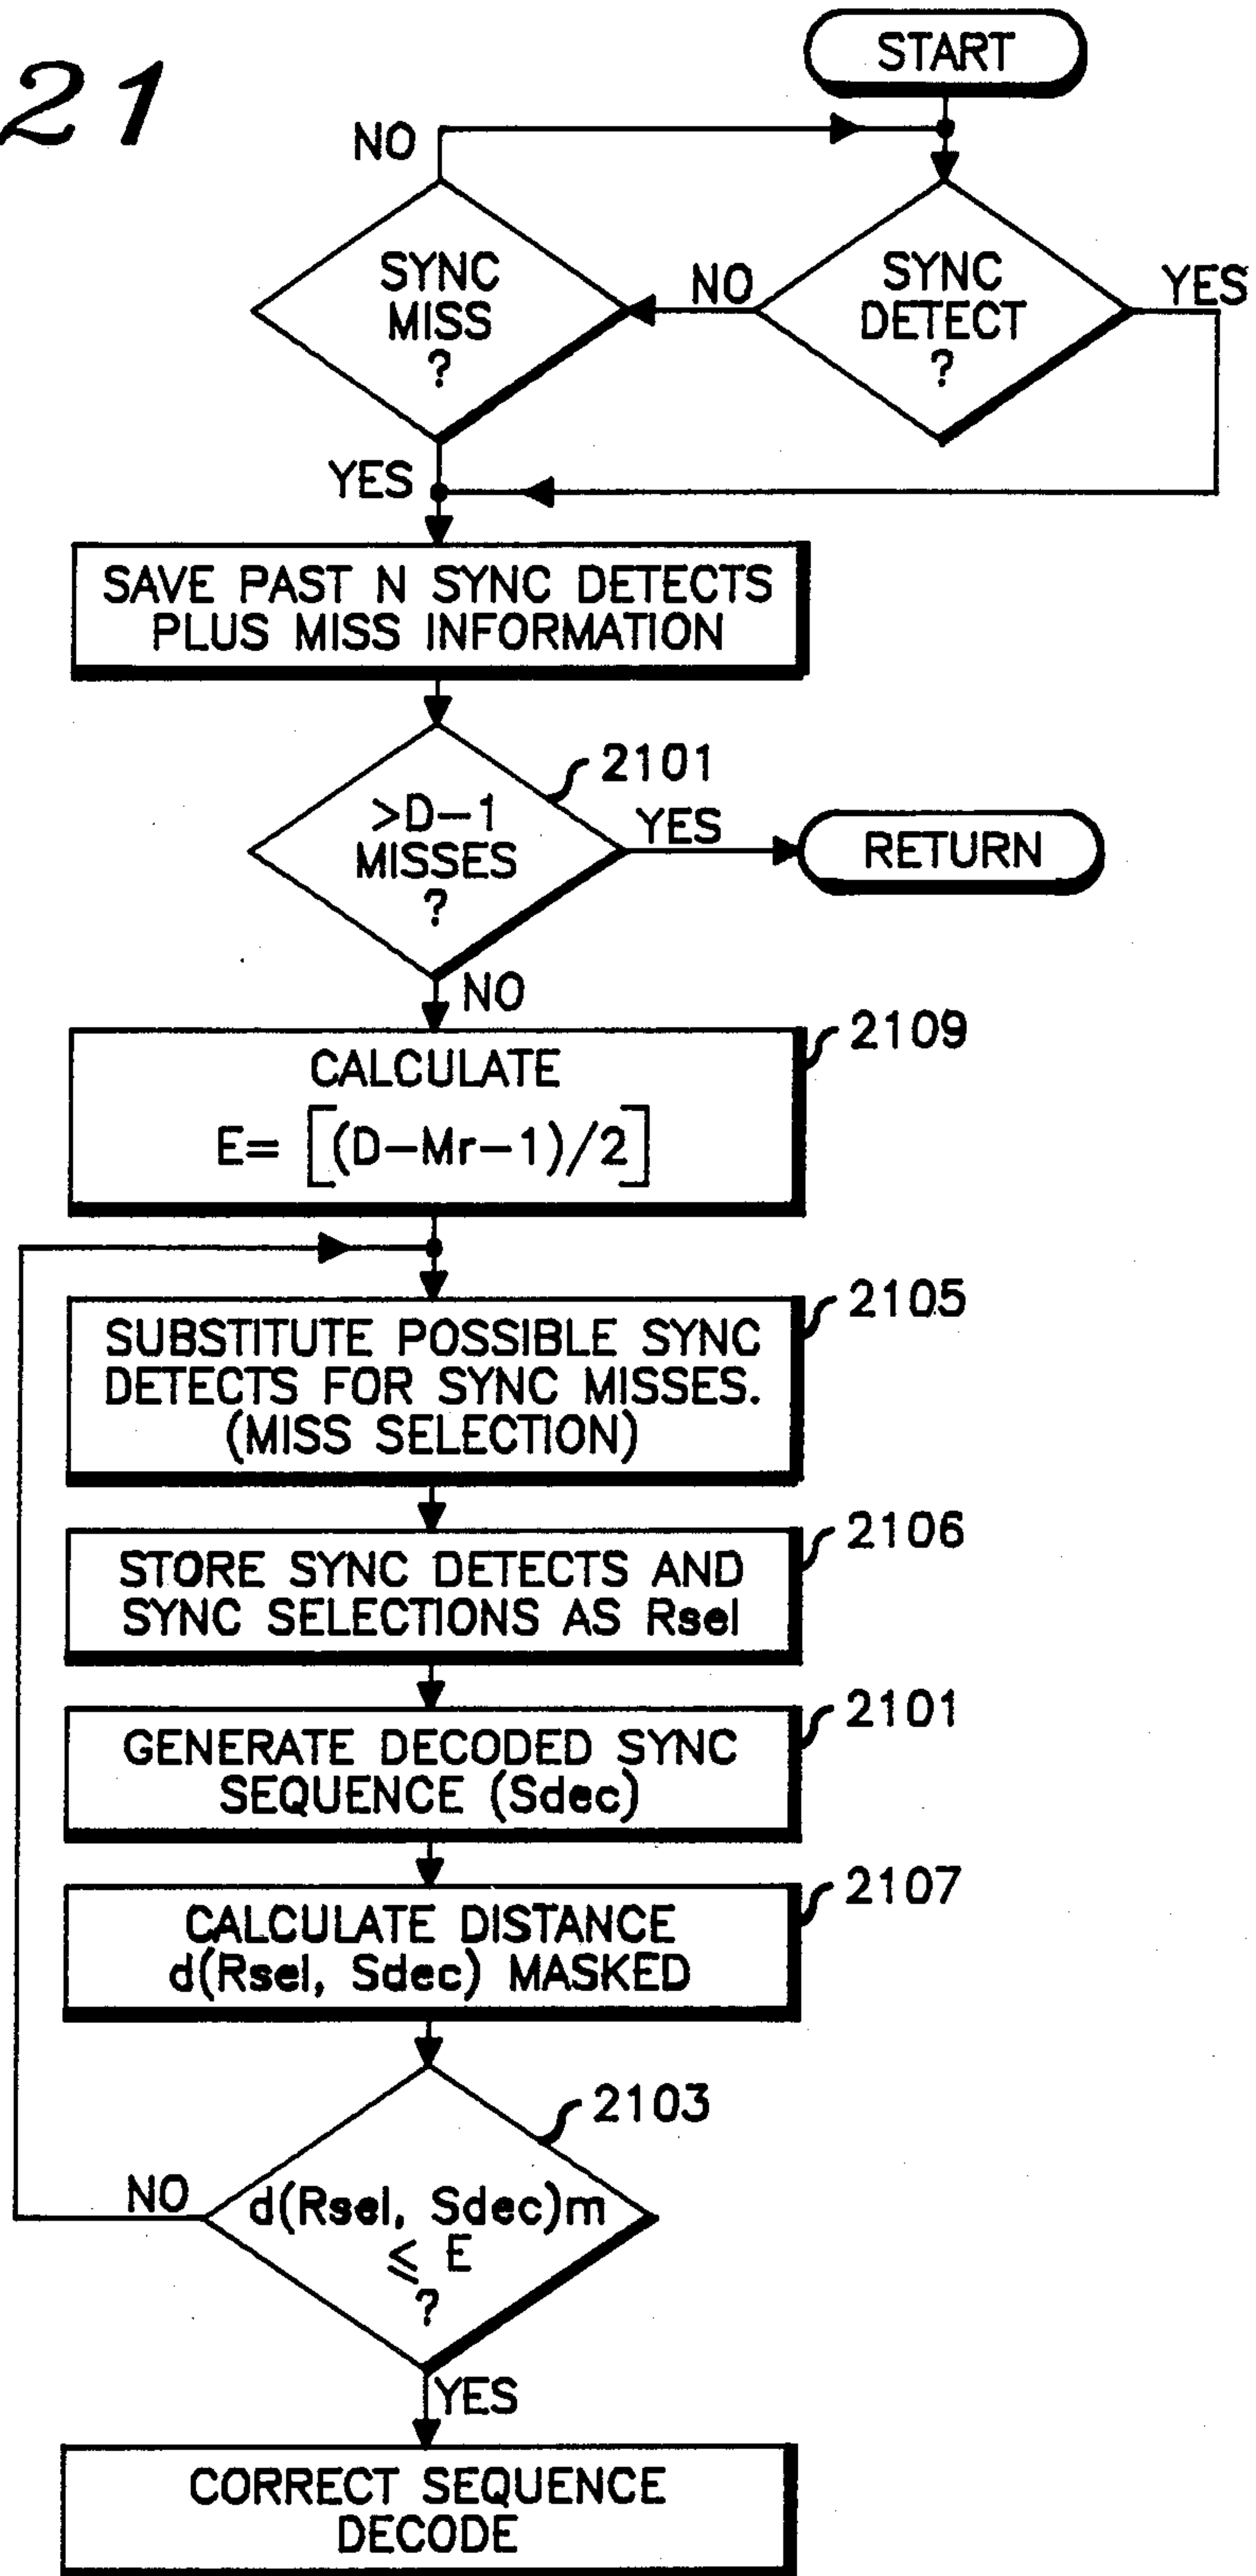 21
START
NO
SYNC
MISS
?
NO
SYNC
DETECT
?
YES
YES
SAVE PAST N SYNC DETECTS
PLUS MISS INFORMATION
2101
>D-1
MISSES
?
YES
RETURN
NO
2109
CALCULATE
E= [(D-Mr-1)/2]
2105
SUBSTITUTE POSSIBLE SYNC
DETECTS FOR SYNC MISSES.
(MISS SELECTION)
2106
STORE SYNC DETECTS AND
SYNC SELECTIONS AS Rsel
2101
GENERATE DECODED SYNC
SEQUENCE (Sdec)
2107
CALCULATE DISTANCE
d(Rsel, Sdec) MASKED
2103
NO
d(Rsel, Sdec)m
≤ E
?
YES
CORRECT SEQUENCE
DECODE